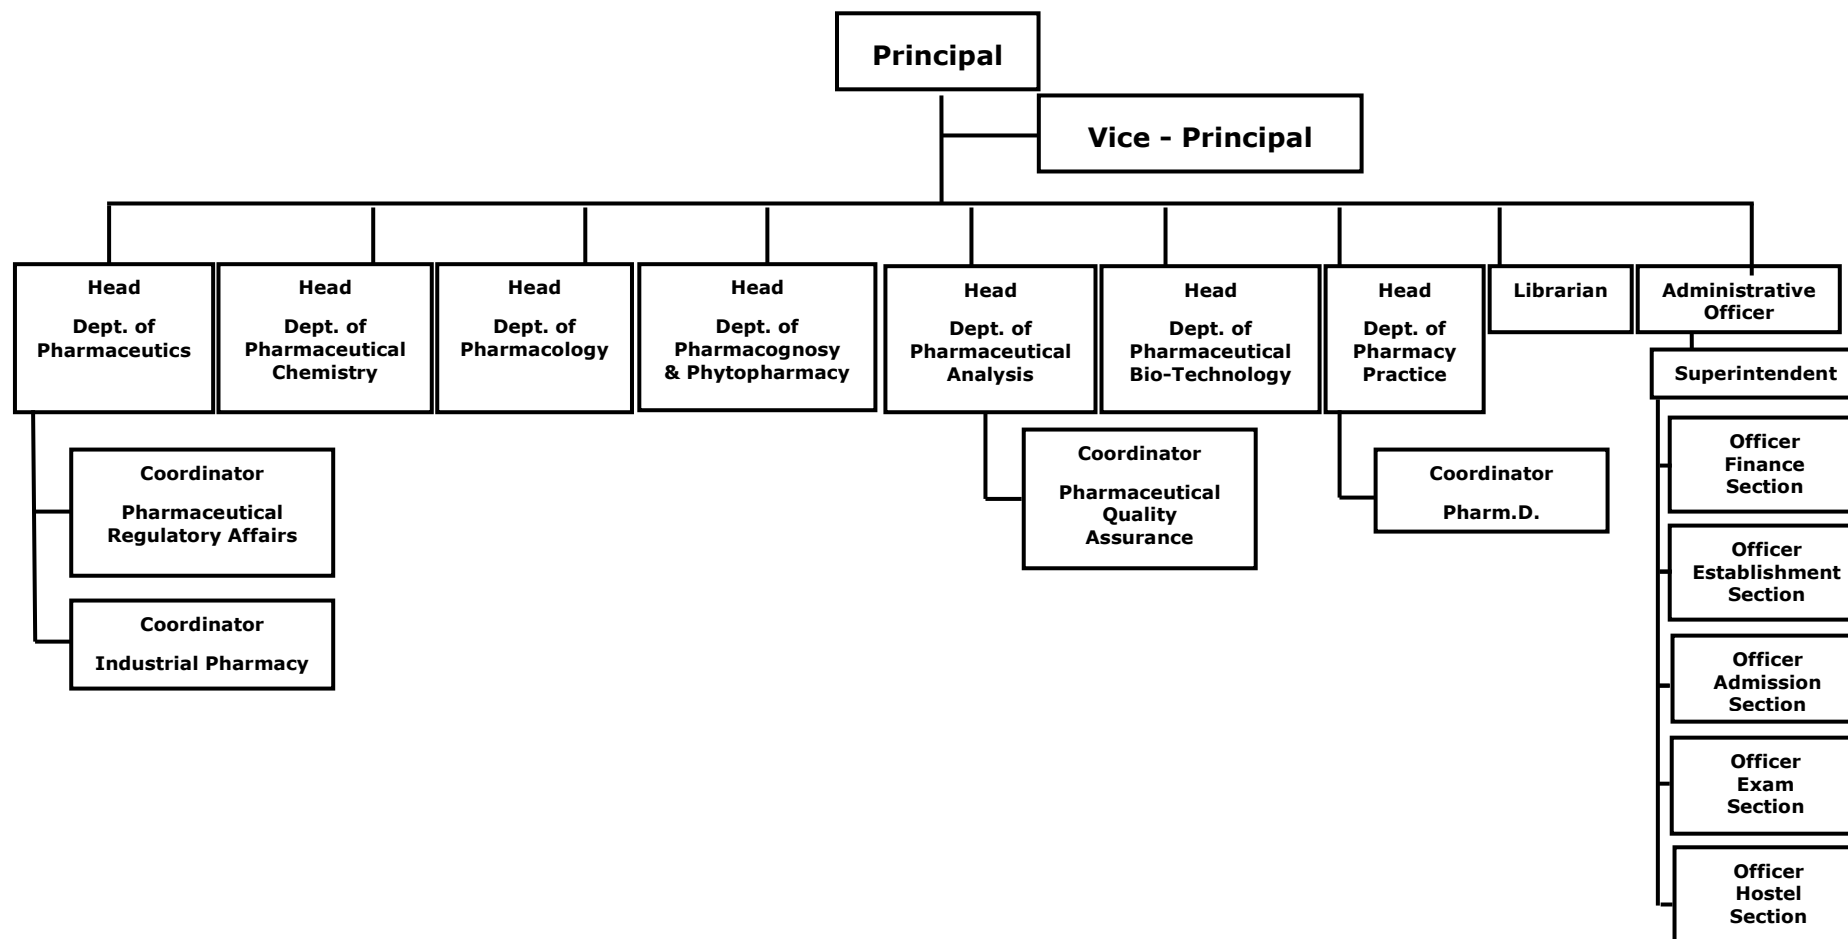 Principal
Vice - Principal
Head
Dept. of
Pharmaceutics
Head
Dept. of
Pharmaceutical
Chemistry
Head
Dept. of
Pharmacology
Head
Dept. of
Pharmacognosy
& Phytopharmacy
Head
Dept. of
Pharmaceutical
Analysis
Head
Dept. of
Pharmaceutical
Bio-Technology
Head
Dept. of
Pharmacy
Practice
Librarian
Administrative
Officer
Superintendent
Coordinator
Pharmaceutical
Regulatory Affairs
Coordinator
Industrial Pharmacy
Coordinator
Pharmaceutical
Quality
Assurance
Coordinator
Pharm.D.
Officer
Finance
Section
Officer
Establishment
Section
Officer
Admission
Section
Officer
Exam
Section
Officer
Hostel
Section